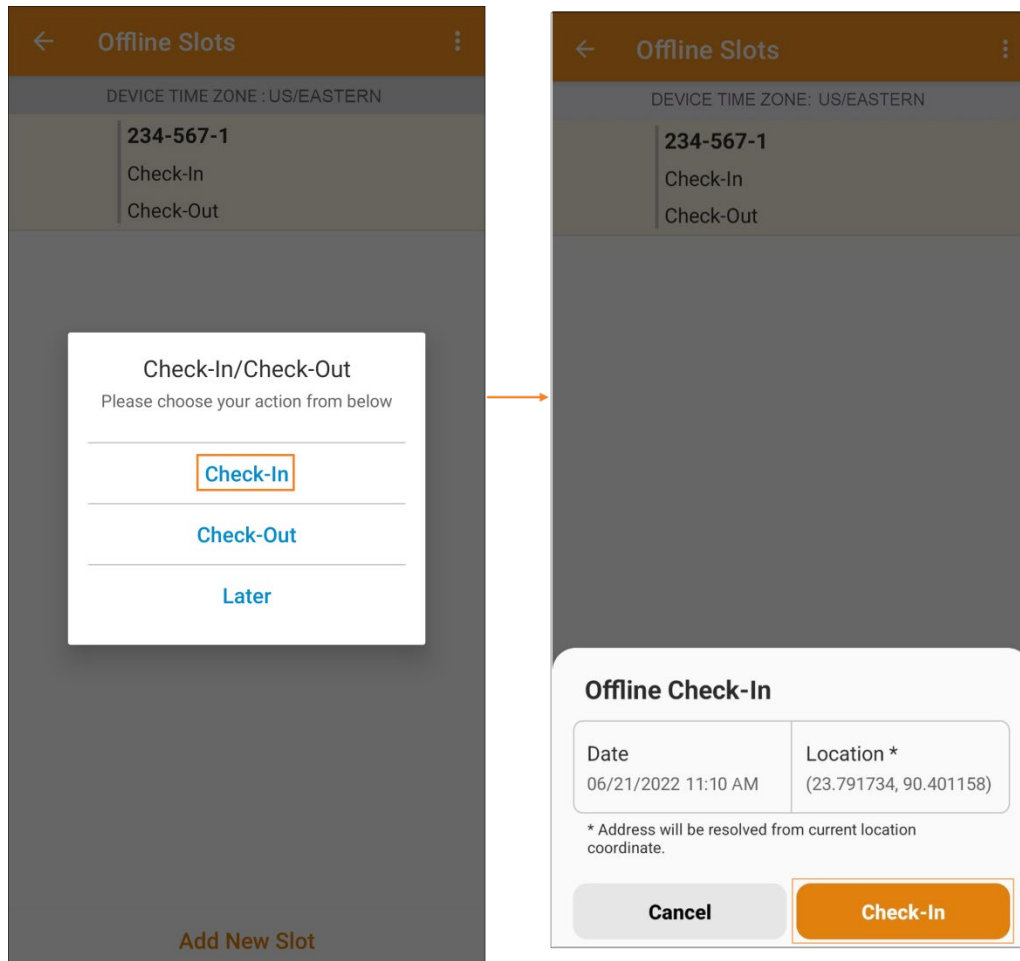 Offline Slots
DEVICE TIME ZONE : US/EASTERN
234-567-1
Check-In
Check-Out
Check-In/Check-Out
Please choose your action from below
Check-In
Check-Out
Later
Add New Slot
Offline Slots
DEVICE TIME ZONE: US/EASTERN
234-567-1
Check-In
Check-Out
Offline Check-In
Date
06/21/2022 11:10 AM
Location *
(23.791734, 90.401158)
* Address will be resolved from current location
coordinate.
Cancel
Check-In